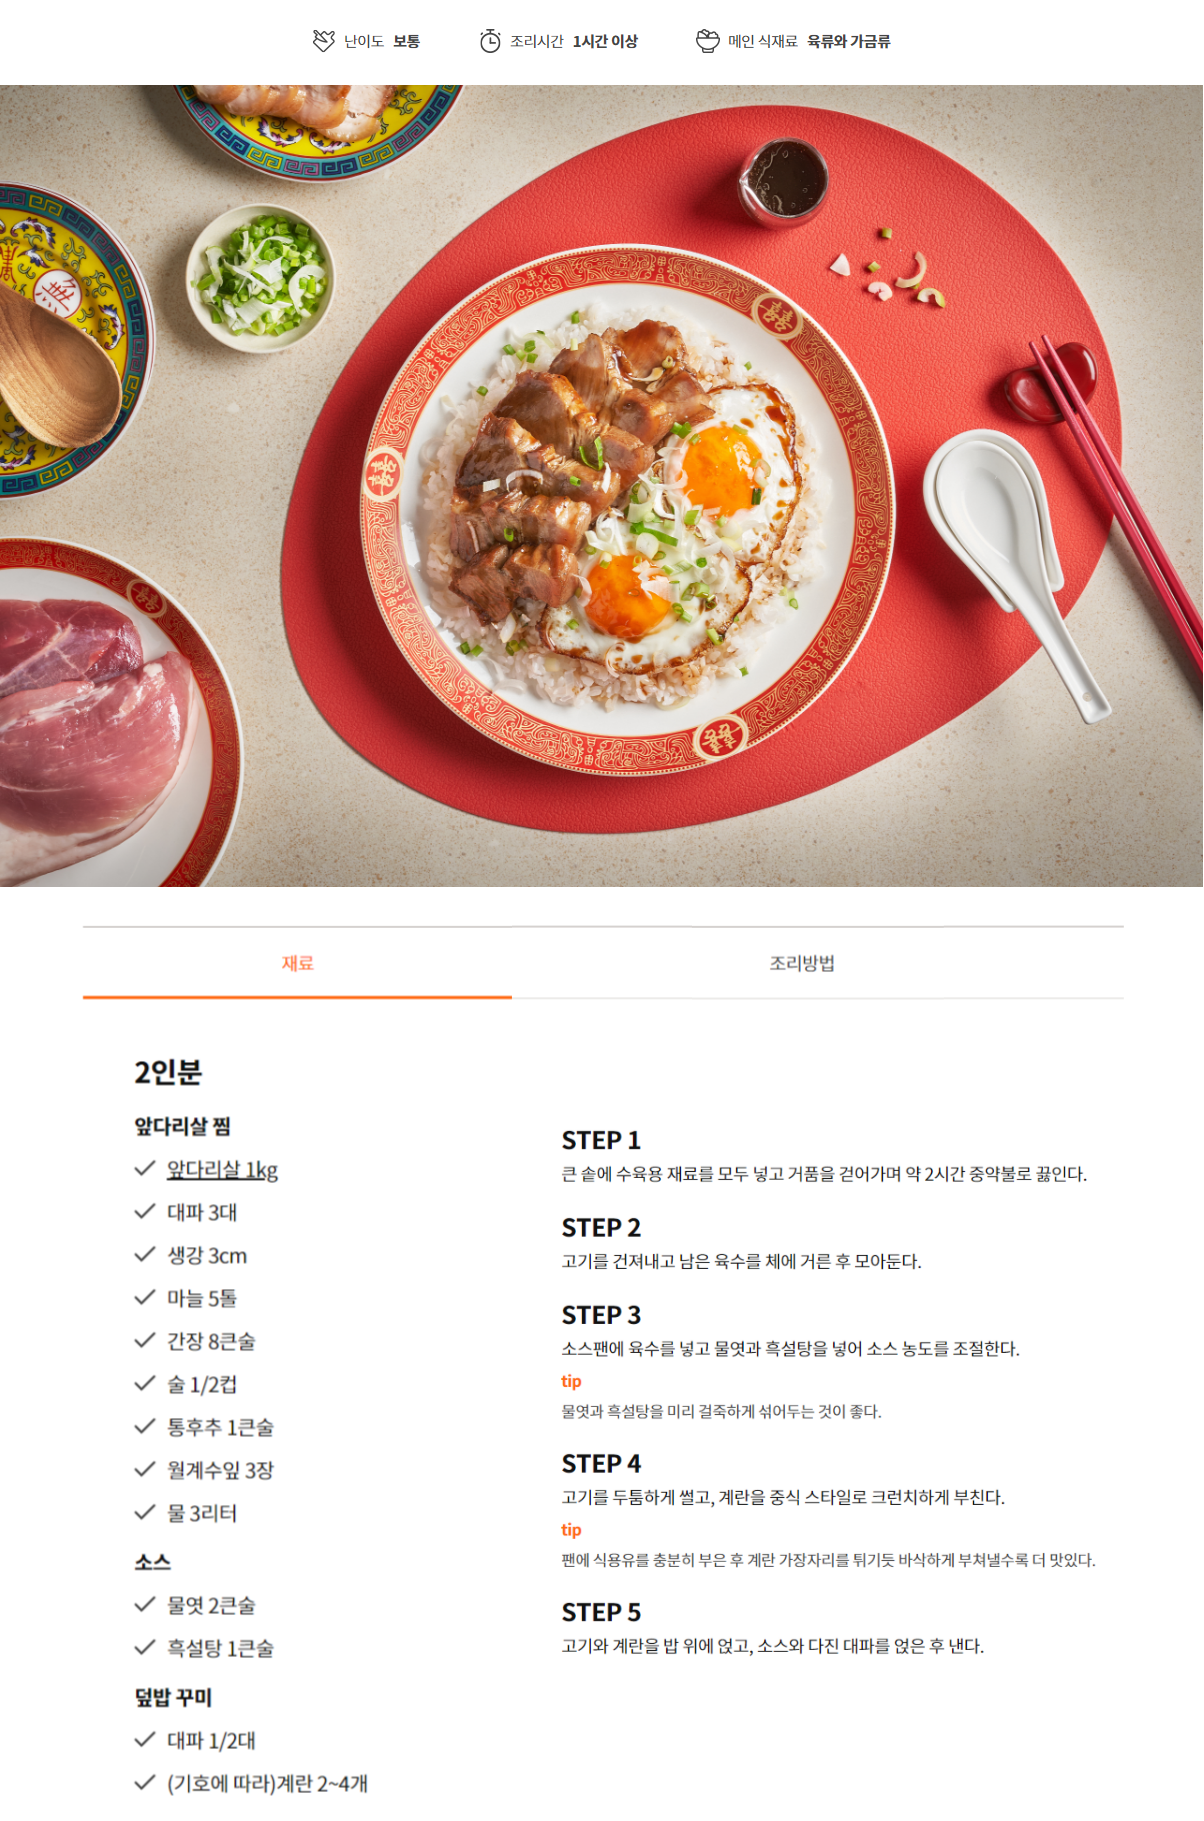 난이도 보통 조리시간 1시간 이상 메인 식재료 육류와 가금류
재료 조리방법
2인분
앞다리살 찜
앞다리살 1kg
대파 3대
생강 3cm
마늘 5톨
간장 8큰술
술 1/2컵
통후추 1큰술
월계수잎 3장
물 3리터
소스
물엿 2큰술
흑설탕 1큰술
덮밥 꾸미
대파 1/2대
(기호에 따라)계란 2~4개
STEP 1
큰 솥에 수육용 재료를 모두 넣고 거품을 걷어가며 약 2시간 중약불로 끓인다.
STEP 2
고기를 건져내고 남은 육수를 체에 거른 후 모아둔다.
STEP 3
소스팬에 육수를 넣고 물엿과 흑설탕을 넣어 소스 농도를 조절한다.
tip
물엿과 흑설탕을 미리 걸죽하게 섞어두는 것이 좋다.
STEP 4
고기를 두툼하게 썰고, 계란을 중식 스타일로 크런치하게 부친다.
tip
팬에 식용유를 충분히 부은 후 계란 가장자리를 튀기듯 바삭하게 부쳐낼수록 더 맛있다.
STEP 5
고기와 계란을 밥 위에 얹고, 소스와 다진 대파를 얹은 후 낸다.